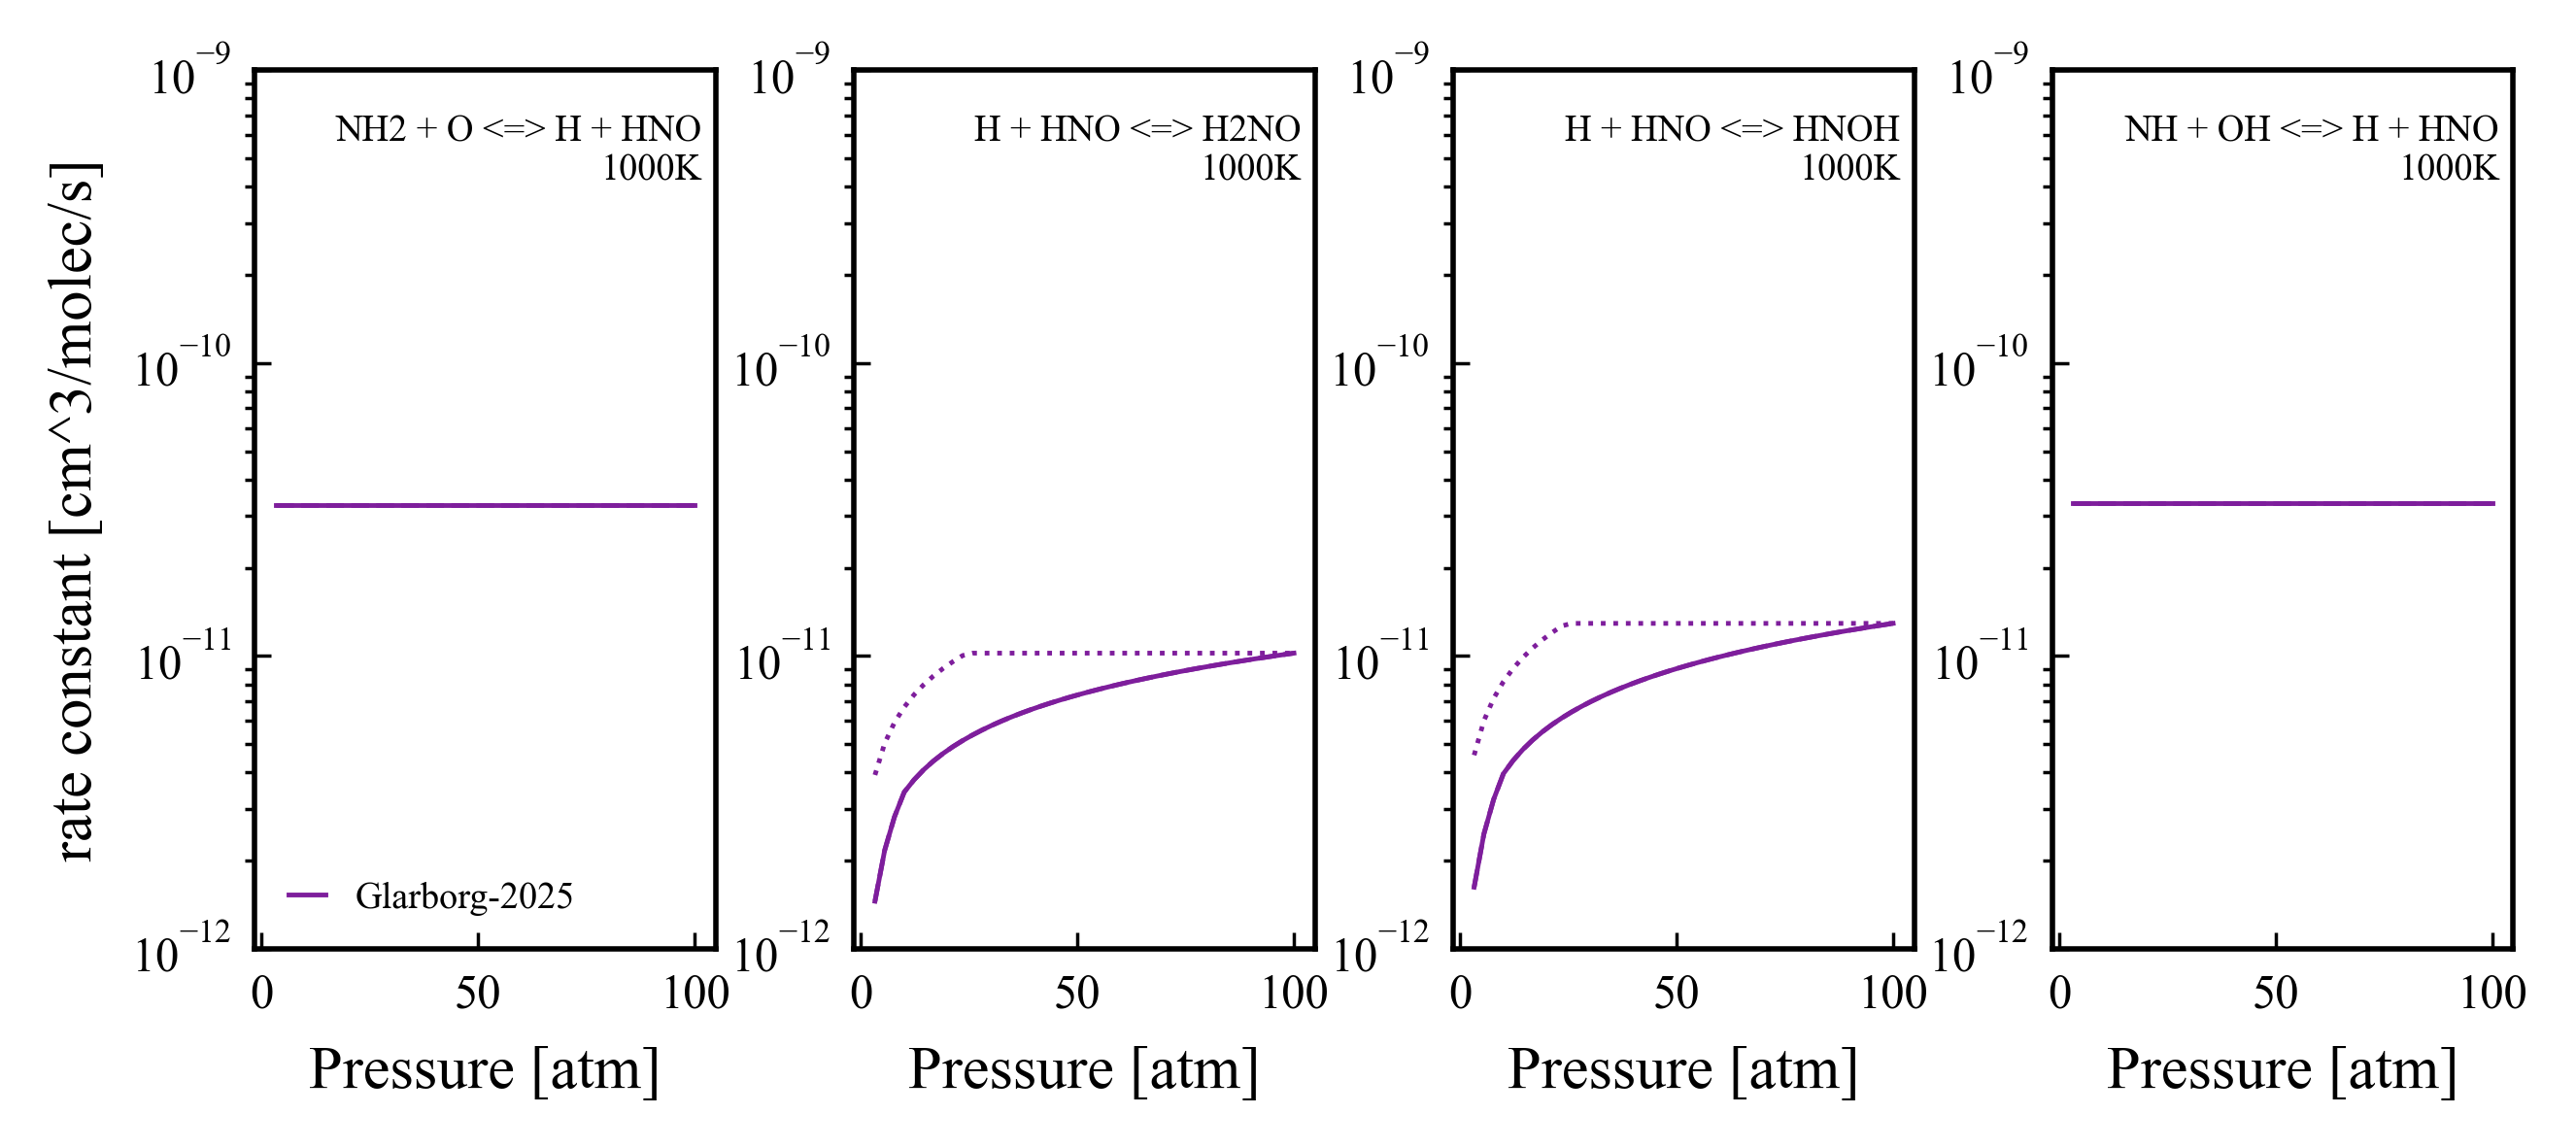 rate constant [cm^3/molec/s]
10−9
10−10
10−11
10−12
NH2 + O <=> H + HNO
1000K
Glarborg-2025
0 50 100
Pressure [atm]
10−9
10−10
10−11
10−12
H + HNO <=> H2NO
1000K
0 50 100
Pressure [atm]
10−9
10−10
10−11
10−12
H + HNO <=> HNOH
1000K
0 50 100
Pressure [atm]
10−9
10−10
10−11
10−12
NH + OH <=> H + HNO
1000K
0 50 100
Pressure [atm]